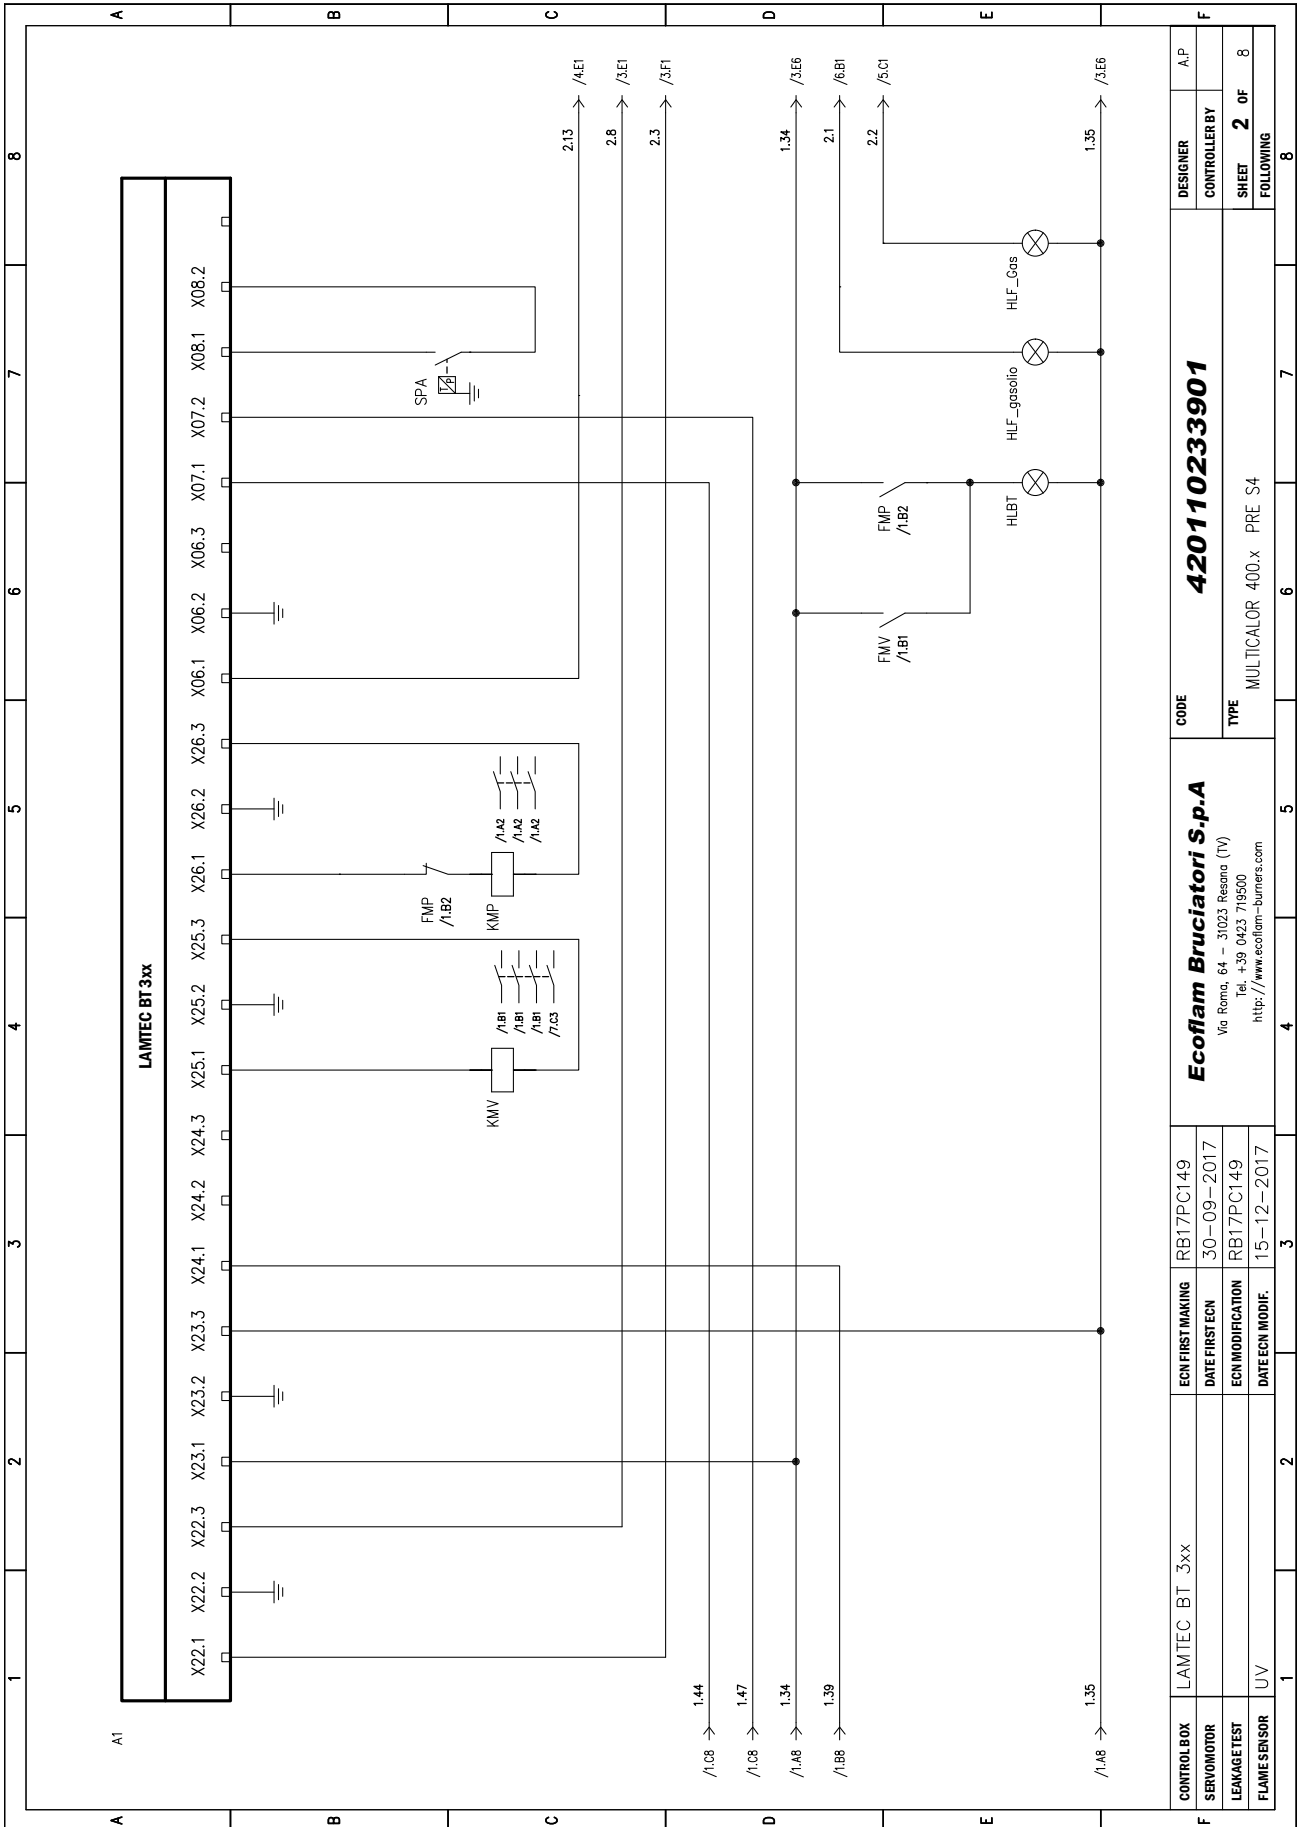 1 2 3 4 5 6 7 8
A A
B B
C C
D D
E E
F F
A1
LAMTEC BT 3xx
X22.1 X22.2 X22.3 X23.1 X23.2 X23.3 X24.1 X24.2 X24.3 X25.1 X25.2 X25.3 X26.1 X26.2 X26.3 X06.1 X06.2 X06.3 X07.1 X07.2 X08.1 X08.2
SPA
T/P
FMP
/1.B2
KMV
/1.B1
/1.B1
/1.B1
/7.C3
KMP
/1.A2
/1.A2
/1.A2
2.13 /4.E1
2.8 /3.E1
2.3 /3.F1
/1.C8 1.44
/1.C8 1.47
/1.A8 1.34
1.34 /3.E6
/1.B8 1.39
2.1 /6.B1
2.2 /5.C1
FMV
/1.B1
FMP
/1.B2
HLBT
HLF_gasolio
HLF_Gas
/1.A8 1.35
1.35 /3.E6
CONTROL BOX LAMTEC BT 3xx
SERVOMOTOR
LEAKAGE TEST
FLAME SENSOR UV
ECN FIRST MAKING RB17PC149
DATE FIRST ECN 30-09-2017
ECN MODIFICATION RB17PC149
DATE ECN MODIF. 15-12-2017
Ecoflam Bruciatori S.p.A
Via Roma, 64 - 31023 Resana (TV)
Tel. +39 0423 719500
http://www.ecoflam-burners.com
CODE
420110233901
TYPE
MULTICALOR 400.x PRE S4
DESIGNER A.P
CONTROLLER BY
SHEET 2 OF 8
FOLLOWING
1 2 3 4 5 6 7 8